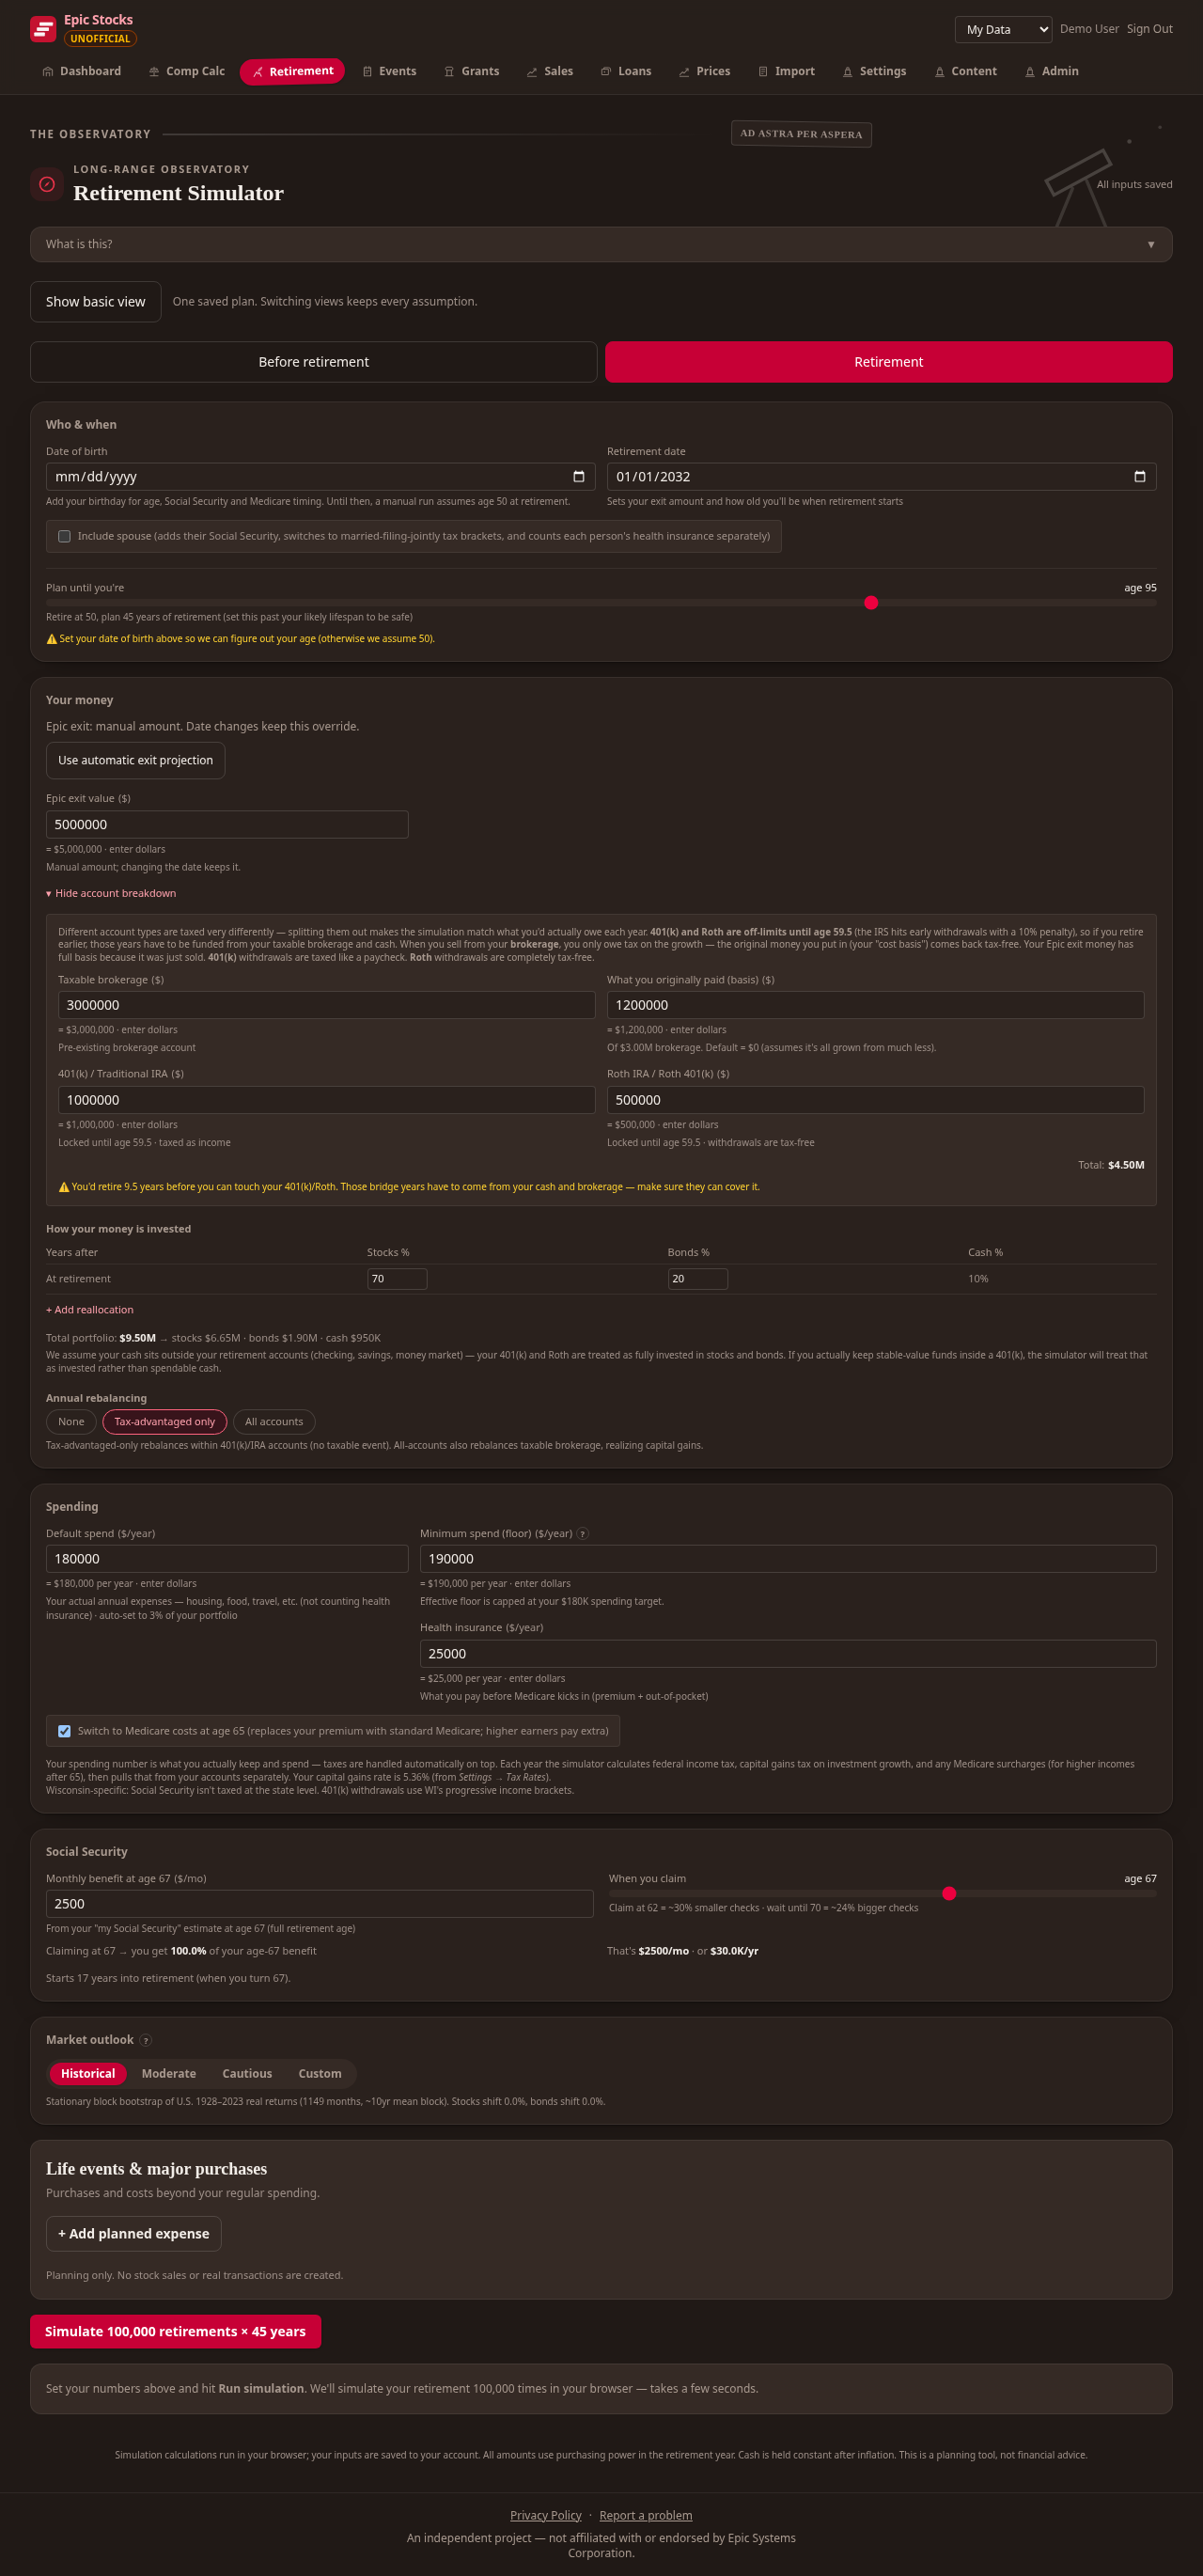 Epic Stocks
UNOFFICIAL
My Data
Demo User
Sign Out
Dashboard
Comp Calc
Retirement
Events
Grants
Sales
Loans
Prices
Import
Settings
Content
Admin
THE OBSERVATORY
AD ASTRA PER ASPERA
LONG-RANGE OBSERVATORY
Retirement Simulator
All inputs saved
What is this?
Show basic view
One saved plan. Switching views keeps every assumption.
Before retirement
Retirement
Who & when
Date of birth
Retirement date
mm/dd/yyyy
01/01/2032
Add your birthday for age, Social Security and Medicare timing. Until then, a manual run assumes age 50 at retirement.
Sets your exit amount and how old you'll be when retirement starts
Include spouse (adds their Social Security, switches to married-filing-jointly tax brackets, and counts each person's health insurance separately)
Plan until you're
age 95
Retire at 50, plan 45 years of retirement (set this past your likely lifespan to be safe)
⚠ Set your date of birth above so we can figure out your age (otherwise we assume 50).
Your money
Epic exit: manual amount. Date changes keep this override.
Use automatic exit projection
Epic exit value ($)
5000000
= $5,000,000 · enter dollars
Manual amount; changing the date keeps it.
▾ Hide account breakdown
Different account types are taxed very differently — splitting them out makes the simulation match what you'd actually owe each year. 401(k) and Roth are off-limits until age 59.5 (the IRS hits early withdrawals with a 10% penalty), so if you retire
earlier, those years have to be funded from your taxable brokerage and cash. When you sell from your brokerage, you only owe tax on the growth — the original money you put in (your "cost basis") comes back tax-free. Your Epic exit money has
full basis because it was just sold. 401(k) withdrawals are taxed like a paycheck. Roth withdrawals are completely tax-free.
Taxable brokerage ($)
What you originally paid (basis) ($)
3000000
1200000
= $3,000,000 · enter dollars
= $1,200,000 · enter dollars
Pre-existing brokerage account
Of $3.00M brokerage. Default = $0 (assumes it's all grown from much less).
401(k) / Traditional IRA ($)
Roth IRA / Roth 401(k) ($)
1000000
500000
= $1,000,000 · enter dollars
= $500,000 · enter dollars
Locked until age 59.5 · taxed as income
Locked until age 59.5 · withdrawals are tax-free
Total: $4.50M
⚠ You'd retire 9.5 years before you can touch your 401(k)/Roth. Those bridge years have to come from your cash and brokerage — make sure they can cover it.
How your money is invested
Years after
Stocks %
Bonds %
Cash %
At retirement
70
20
10%
+ Add reallocation
Total portfolio: $9.50M → stocks $6.65M · bonds $1.90M · cash $950K
We assume your cash sits outside your retirement accounts (checking, savings, money market) — your 401(k) and Roth are treated as fully invested in stocks and bonds. If you actually keep stable-value funds inside a 401(k), the simulator will treat that
as invested rather than spendable cash.
Annual rebalancing
None
Tax-advantaged only
All accounts
Tax-advantaged-only rebalances within 401(k)/IRA accounts (no taxable event). All-accounts also rebalances taxable brokerage, realizing capital gains.
Spending
Default spend ($/year)
Minimum spend (floor) ($/year) ?
180000
190000
= $180,000 per year · enter dollars
= $190,000 per year · enter dollars
Your actual annual expenses — housing, food, travel, etc. (not counting health
insurance) · auto-set to 3% of your portfolio
Effective floor is capped at your $180K spending target.
Health insurance ($/year)
25000
= $25,000 per year · enter dollars
What you pay before Medicare kicks in (premium + out-of-pocket)
Switch to Medicare costs at age 65 (replaces your premium with standard Medicare; higher earners pay extra)
Your spending number is what you actually keep and spend — taxes are handled automatically on top. Each year the simulator calculates federal income tax, capital gains tax on investment growth, and any Medicare surcharges (for higher incomes
after 65), then pulls that from your accounts separately. Your capital gains rate is 5.36% (from Settings → Tax Rates).
Wisconsin-specific: Social Security isn't taxed at the state level. 401(k) withdrawals use WI's progressive income brackets.
Social Security
Monthly benefit at age 67 ($/mo)
When you claim
age 67
2500
Claim at 62 = ~30% smaller checks · wait until 70 = ~24% bigger checks
From your "my Social Security" estimate at age 67 (full retirement age)
Claiming at 67 → you get 100.0% of your age-67 benefit
That's $2500/mo · or $30.0K/yr
Starts 17 years into retirement (when you turn 67).
Market outlook ?
Historical
Moderate
Cautious
Custom
Stationary block bootstrap of U.S. 1928–2023 real returns (1149 months, ~10yr mean block). Stocks shift 0.0%, bonds shift 0.0%.
Life events & major purchases
Purchases and costs beyond your regular spending.
+ Add planned expense
Planning only. No stock sales or real transactions are created.
Simulate 100,000 retirements × 45 years
Set your numbers above and hit Run simulation. We'll simulate your retirement 100,000 times in your browser — takes a few seconds.
Simulation calculations run in your browser; your inputs are saved to your account. All amounts use purchasing power in the retirement year. Cash is held constant after inflation. This is a planning tool, not financial advice.
Privacy Policy · Report a problem
An independent project — not affiliated with or endorsed by Epic Systems
Corporation.